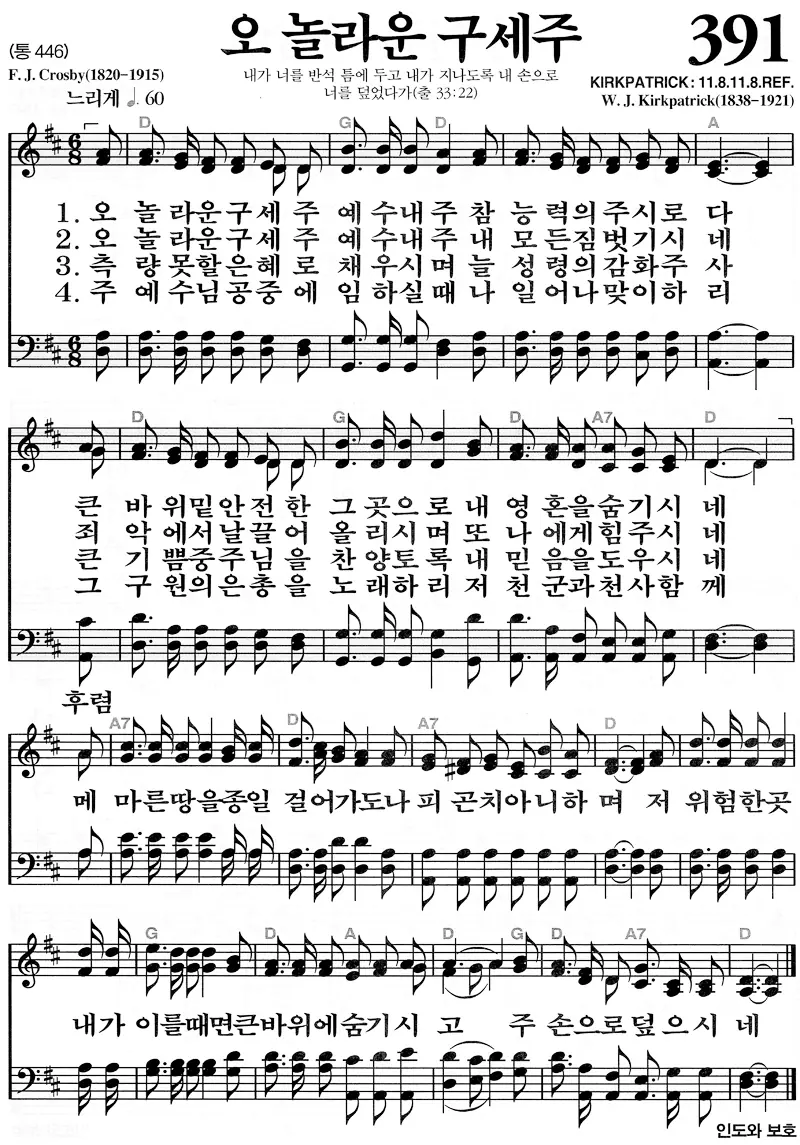 (통 446)
오 놀라운 구세주
391
F. J. Crosby(1820-1915)
내가 너를 반석 틈에 두고 내가 지나도록 내 손으로
너를 덮었다가(출 33:22)
KIRKPATRICK : 11.8.11.8.REF.
느리게 ♩. 60
W. J. Kirkpatrick(1838-1921)
D G D A
6/8
1. 오 놀라운구세주 예수내주참 능력의주시로다
2. 오 놀라운구세주 예수내주내 모든짐벗기시네
3. 측 량못할은혜로 채우시며늘 성령의감화주사
4. 주 예수님공중에 임하실때나 일어나맞이하리
6/8
D G D A7 D
큰 바위밑안전한 그곳으로내 영혼을숨기시네
죄 악에서날끌어 올리시며또 나에게힘주시네
큰 기쁨중주님을 찬양토록내 믿음을도우시네
그 구원의은총을 노래하리저 천군과천사함께
후렴
A7 D A7 D
메 마른땅을종일 걸어가도나 피곤치아니하며 저 위험한곳
G D A D G D A7 D
내가 이를때면큰바위에숨기시고 주 손으로덮으시네
인도와 보호